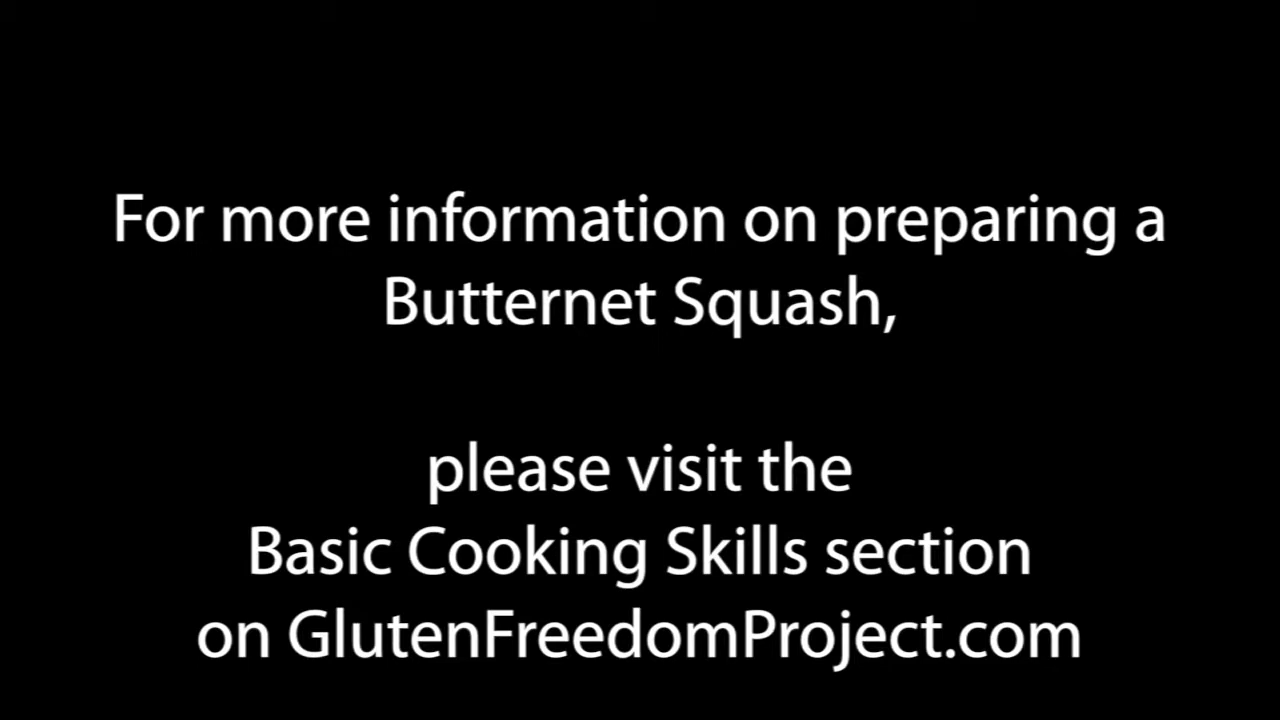 For more information on preparing a
Butternet Squash,
please visit the
Basic Cooking Skills section
on GlutenFreedomProject.com